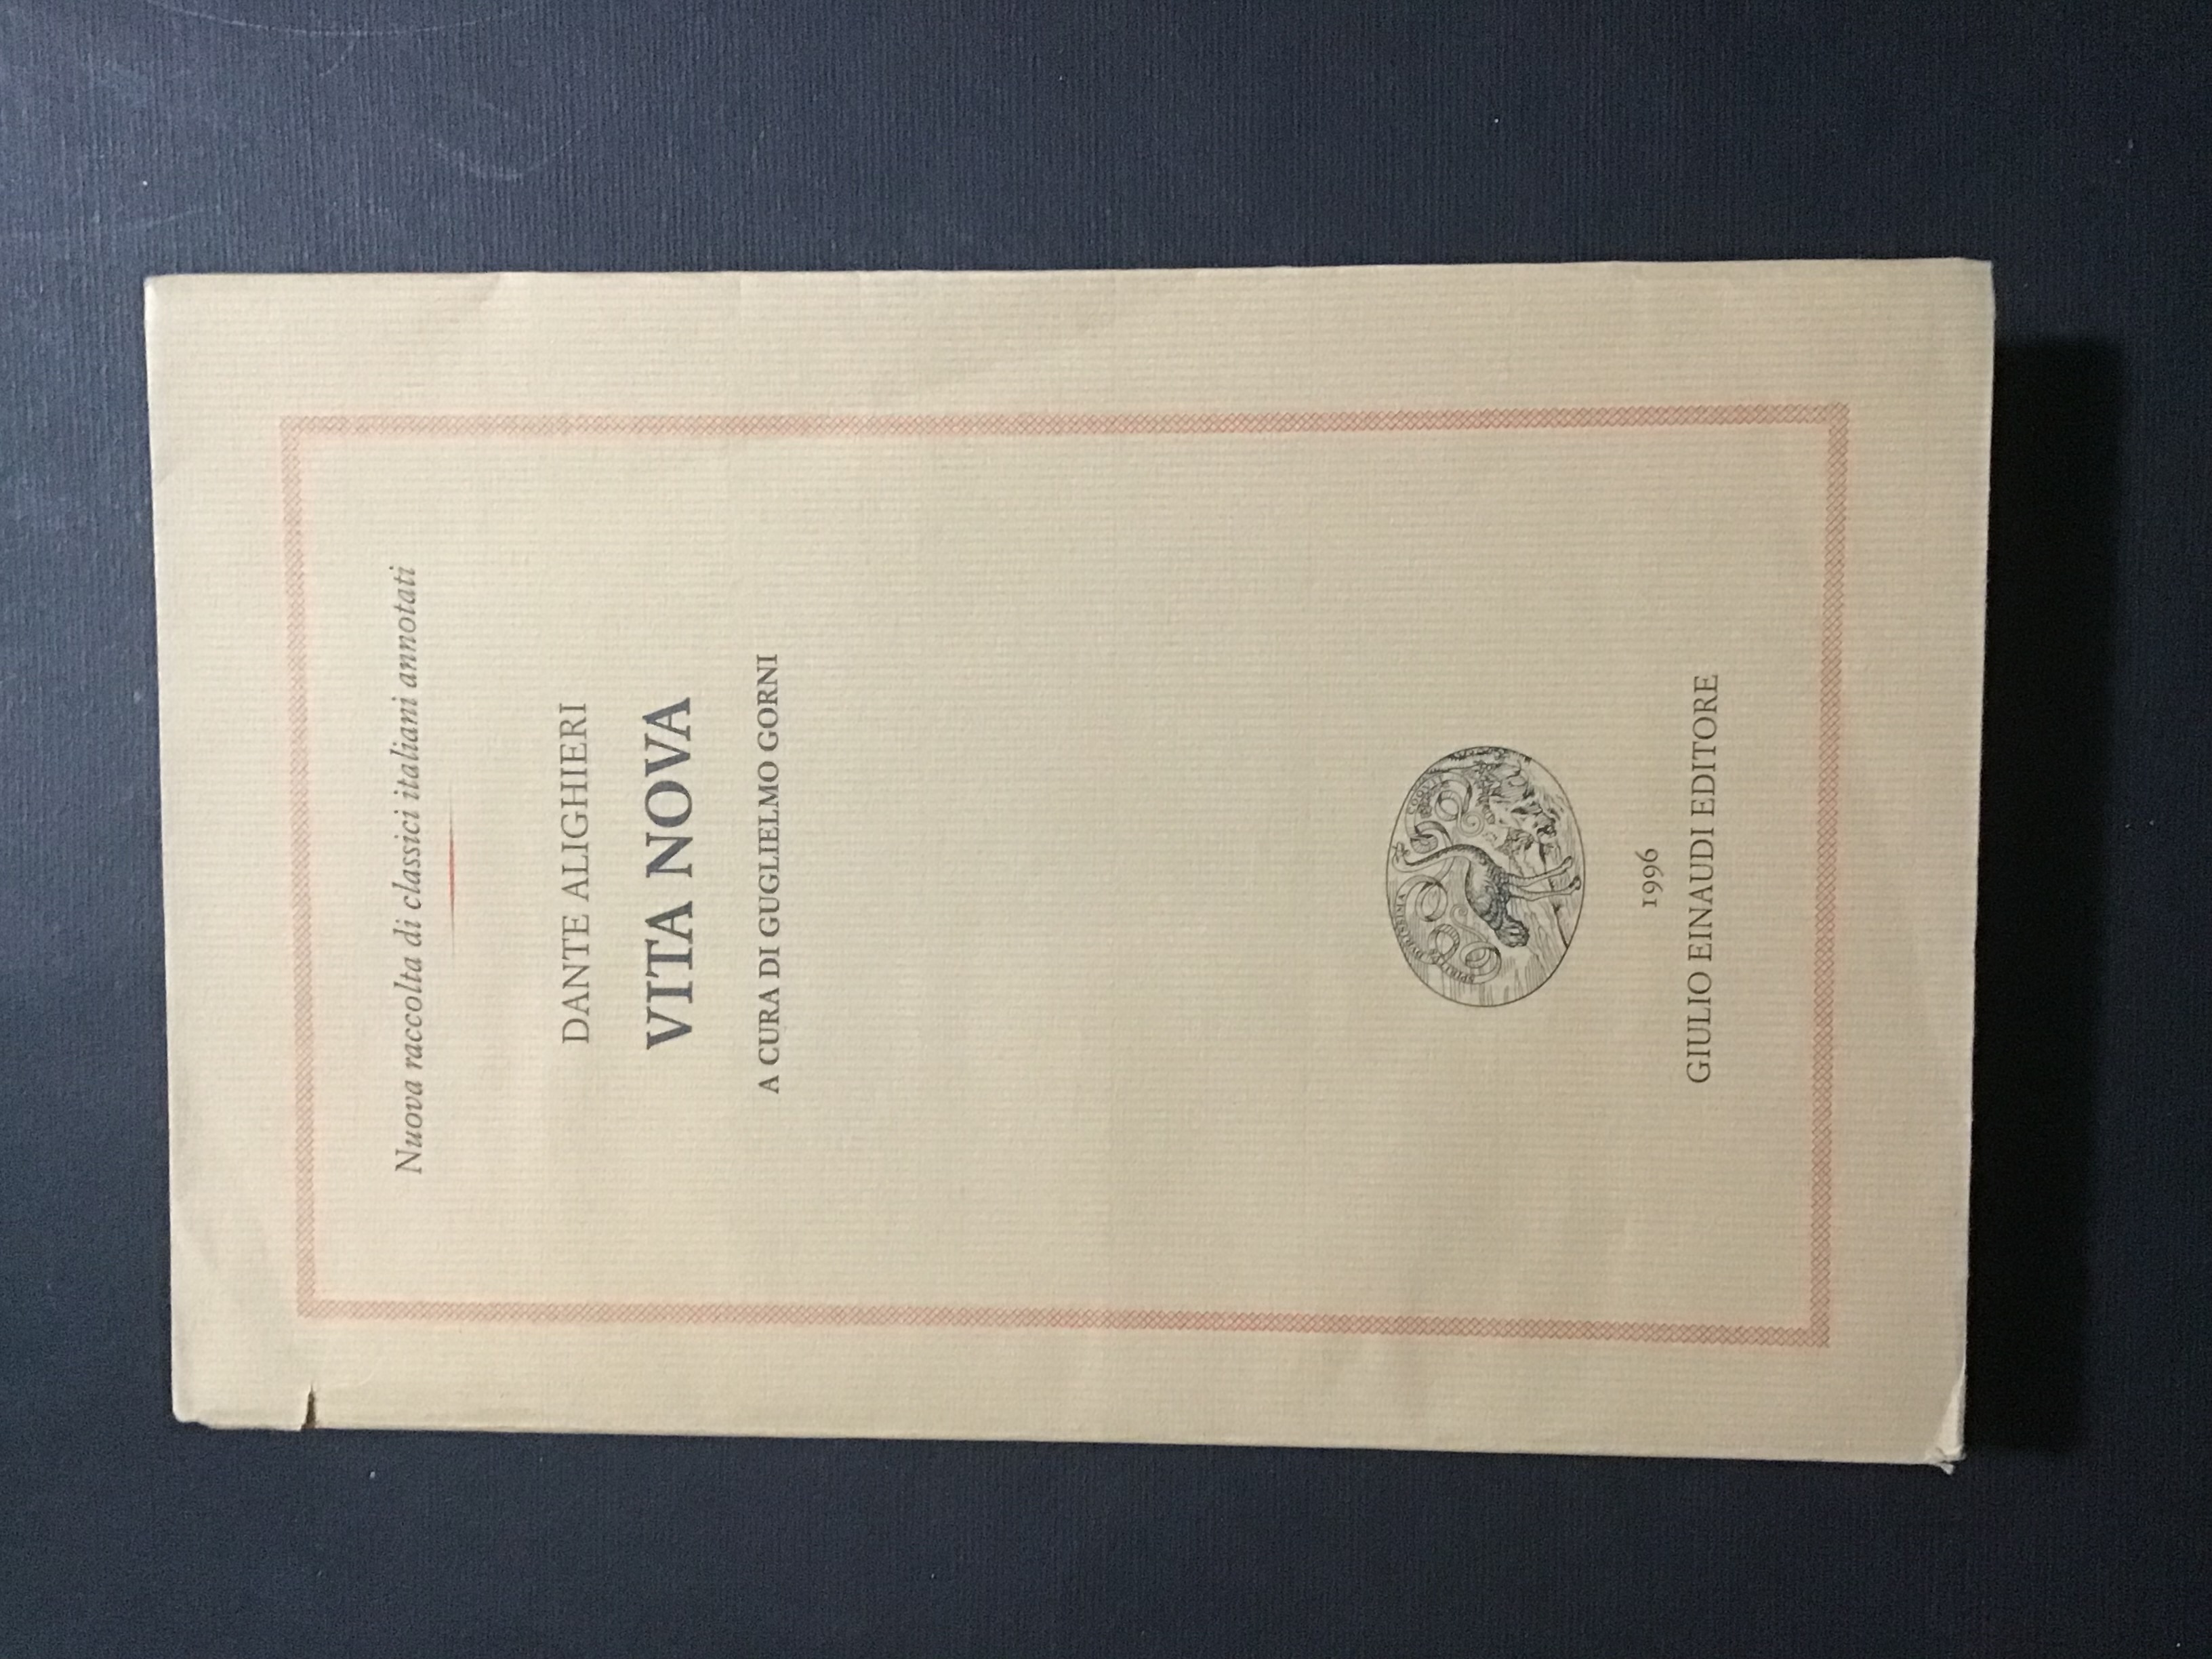 Nuova raccolta di classici italiani annotati
DANTE ALIGHIERI
VITA NOVA
A CURA DI GUGLIELMO GORNI
1996
GIULIO EINAUDI EDITORE